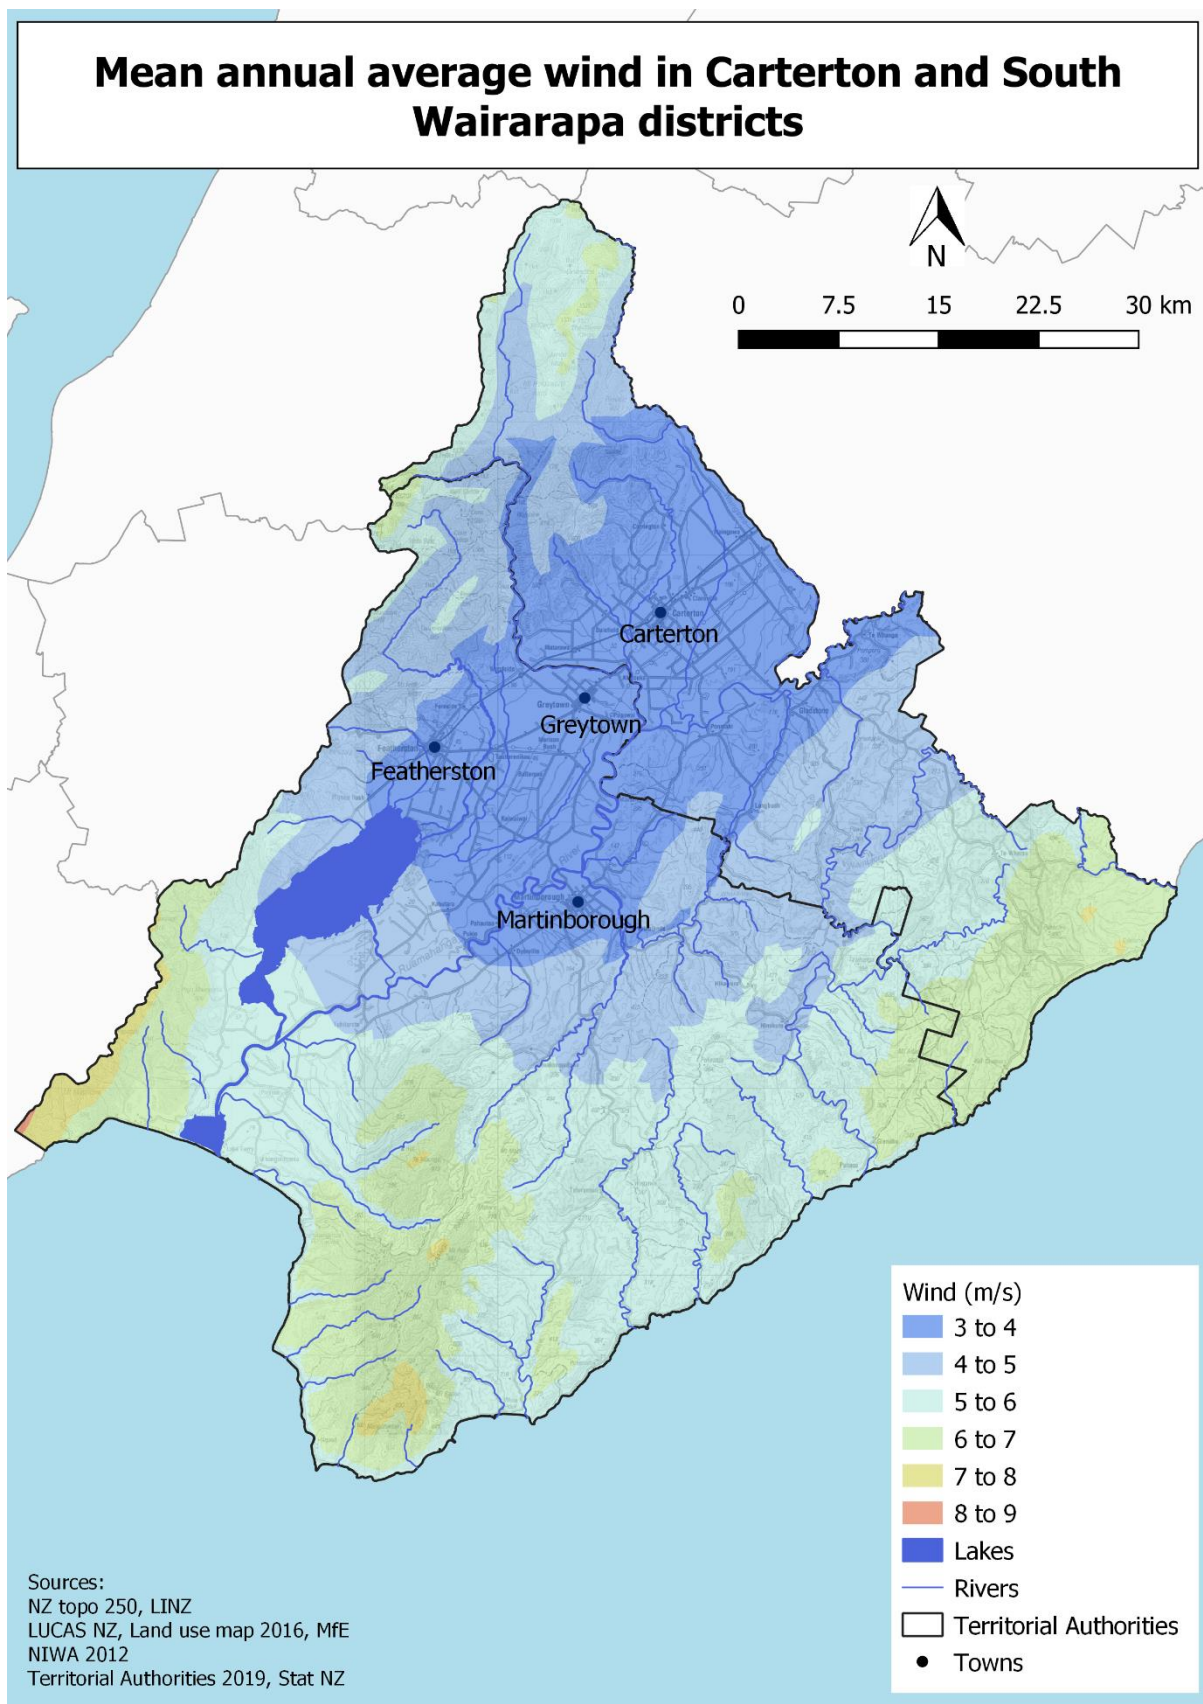 Mean annual average wind in Carterton and South
Wairarapa districts
N
0 7.5 15 22.5 30 km
Carterton
Greytown
Featherston
Martinborough
Wind (m/s)
3 to 4
4 to 5
5 to 6
6 to 7
7 to 8
8 to 9
Lakes
Rivers
Territorial Authorities
Towns
Sources:
NZ topo 250, LINZ
LUCAS NZ, Land use map 2016, MfE
NIWA 2012
Territorial Authorities 2019, Stat NZ